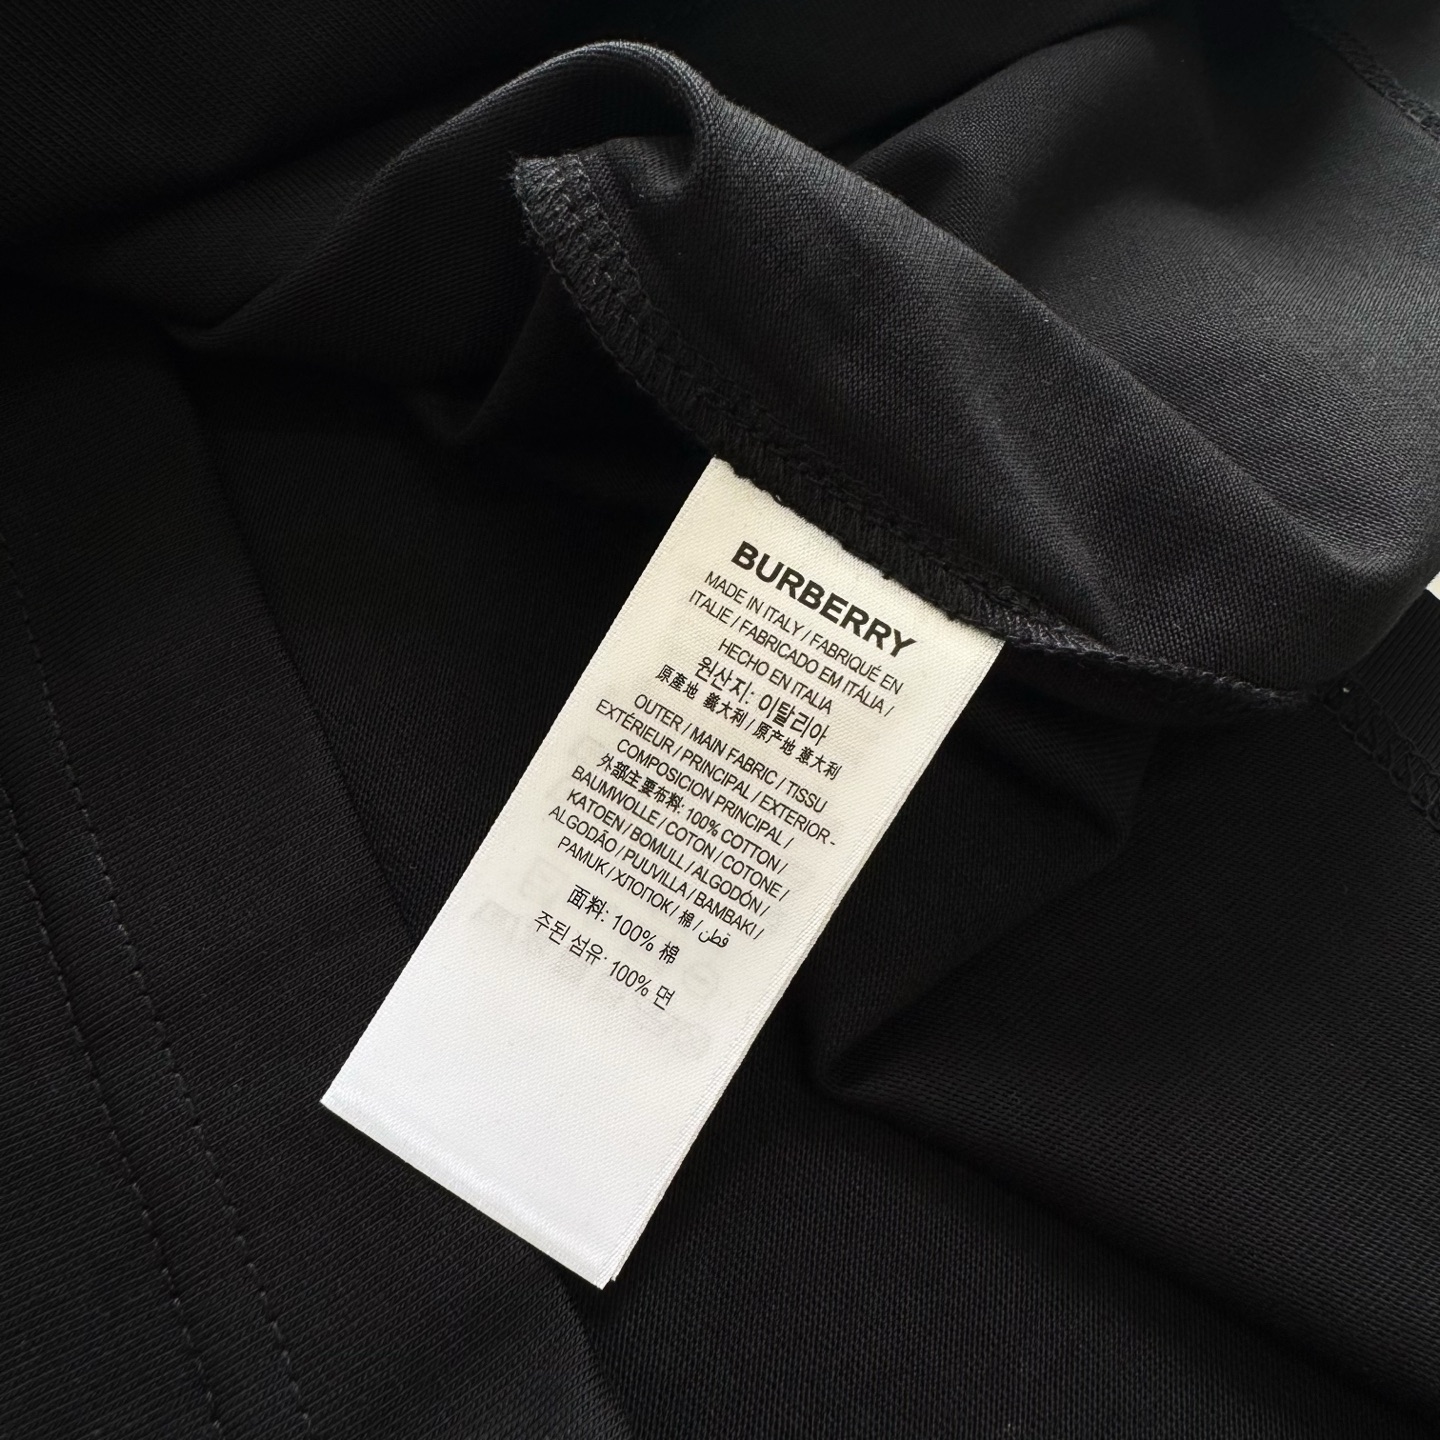 BURBERRY
MADE IN ITALY / FABRIQUÉ EN
ITALIE / FABRICADO EM ITÁLIA /
HECHO EN ITALIA
원산지: 이탈리아
原產地 義大利 / 原产地 意大利
OUTER / MAIN FABRIC / TISSU
EXTÉRIEUR / PRINCIPAL / EXTERIOR -
COMPOSICION PRINCIPAL /
外部主要布料: 100% COTTON /
BAUMWOLLE / COTON / COTONE /
KATOEN / BOMULL / ALGODÓN /
ALGODÃO / PUUVILLA / BAMBAKI /
PAMUK / ХЛОПОК / 棉 / قطن
面料: 100% 棉
주된 섬유: 100% 면